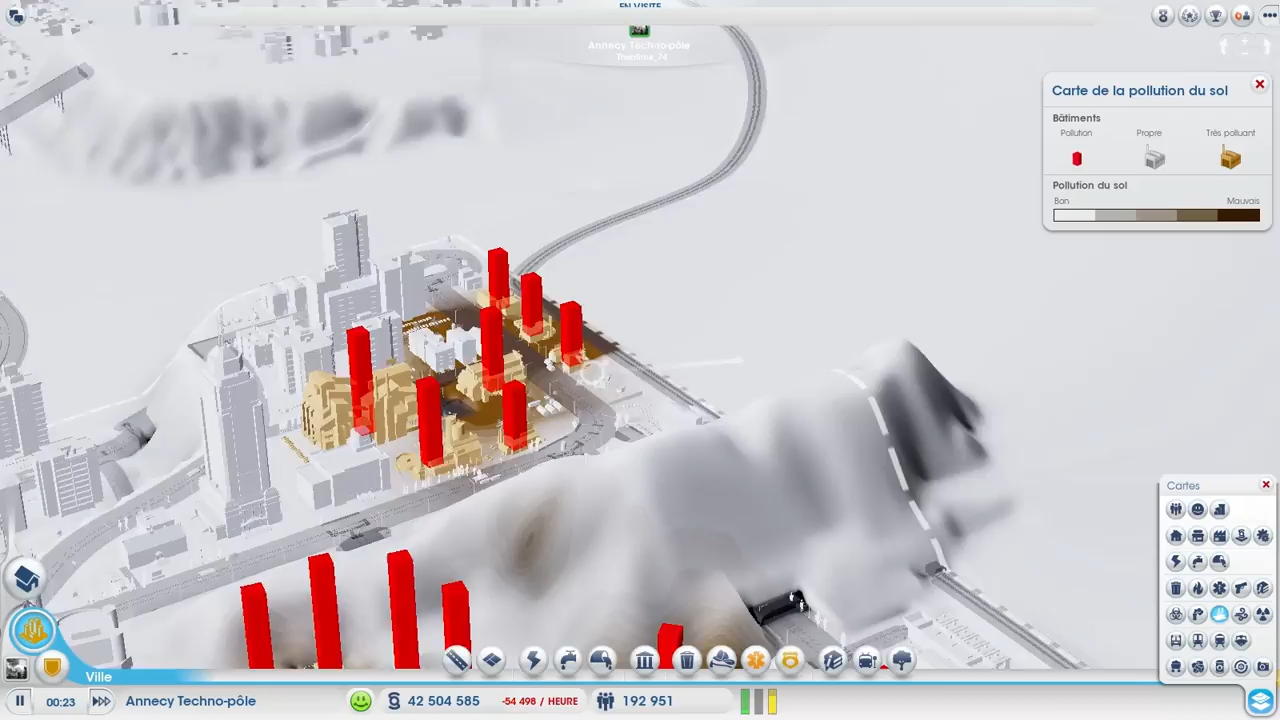 EN VISITE
Annecy Techno-pôle
Carte de la pollution du sol
Bâtiments
Pollution Propre Très polluant
Pollution du sol
Bon Mauvais
Cartes
Ville
00:23 Annecy Techno-pôle 42 504 585 -54 498 / HEURE 192 951